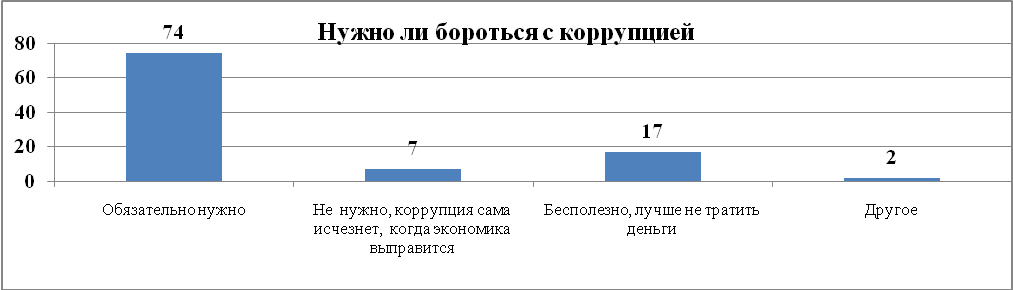 Нужно ли бороться с коррупцией
74
7
17
2
80
60
40
20
0
Обязательно нужно
Не нужно, коррупция сама
исчезнет, когда экономика
выправится
Бесполезно, лучше не тратить
деньги
Другое